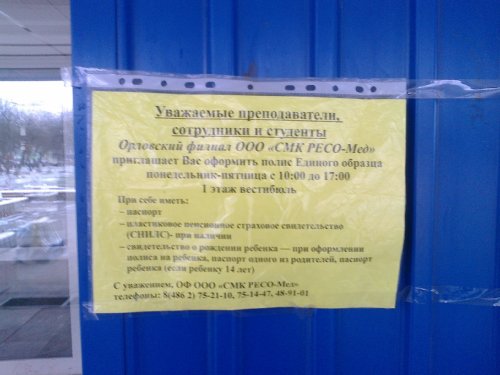 Уважаемые преподаватели,
сотрудники и студенты
Орловский филиал ООО «СМК РЕСО-Мед»
приглашает Вас оформить полис Единого образца
понедельник-пятница с 10:00 до 17:00
I этаж вестибюль
При себе иметь:
– паспорт
– пластиковое пенсионное страховое свидетельство
(СНИЛС)- при наличии
– свидетельство о рождении ребенка — при оформлении
полиса на ребенка, паспорт одного из родителей, паспорт
ребенка (если ребенку 14 лет)
С уважением, ОФ ООО «СМК РЕСО-Мед»
телефоны: 8(486 2) 75-21-10, 75-14-47, 48-91-01